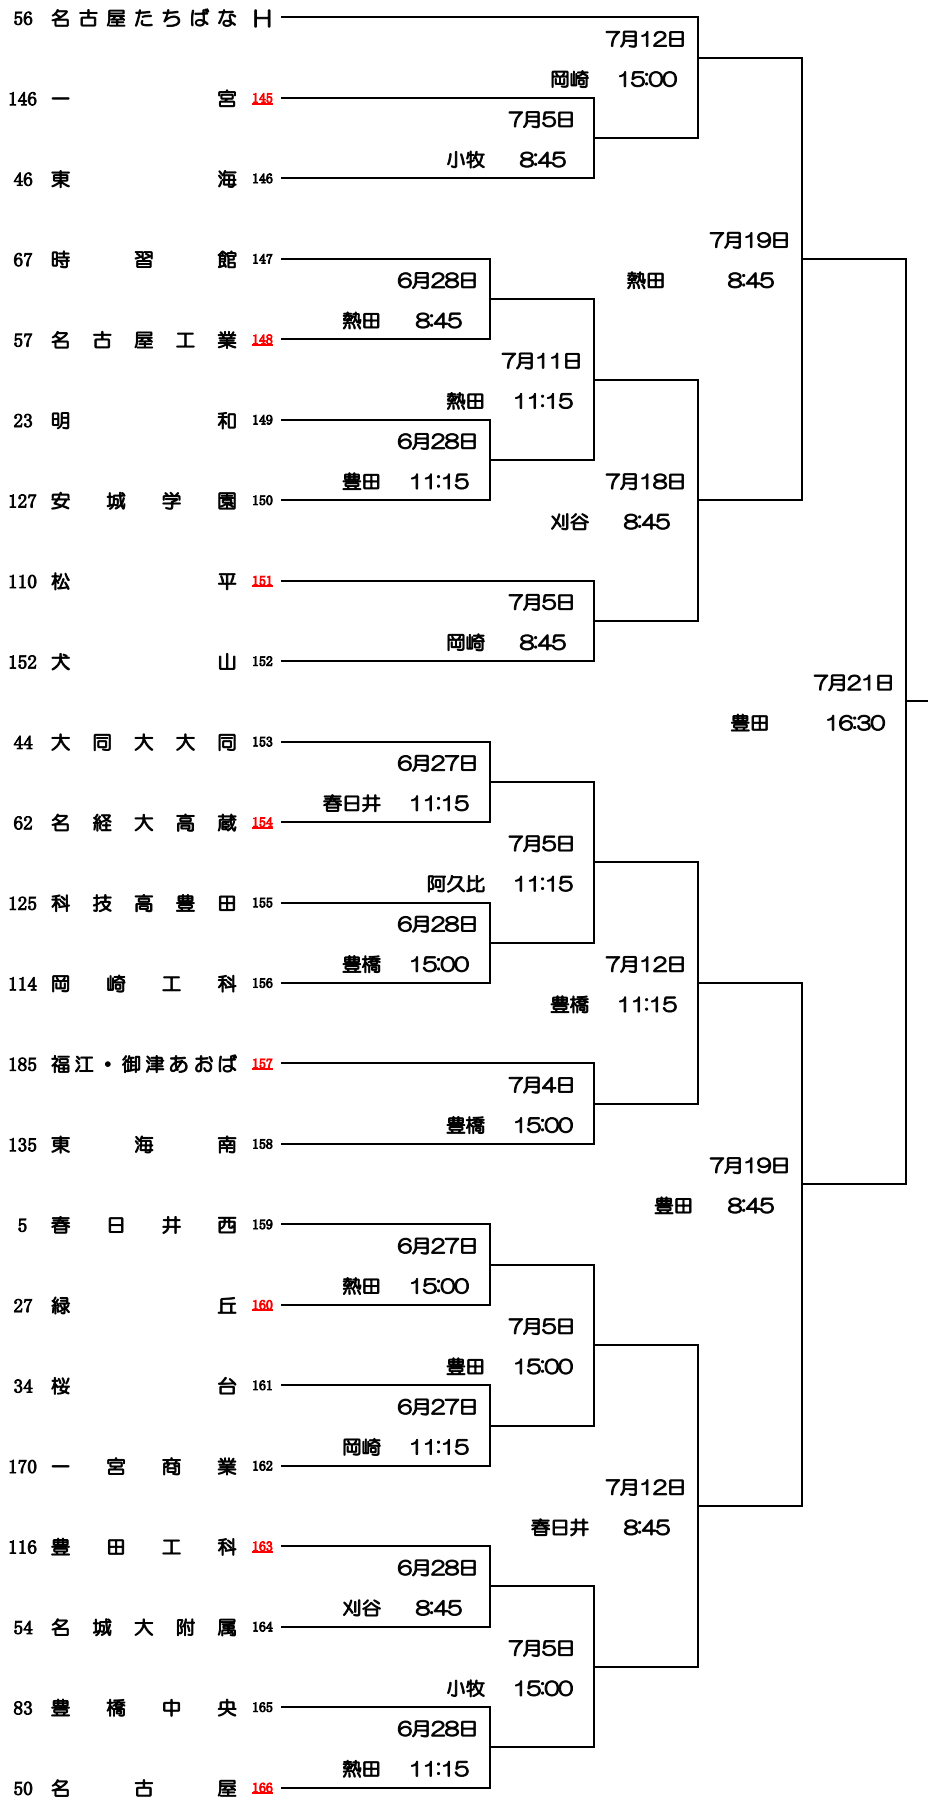 56 名古屋たちばな H
7月12日
岡崎 15:00
146 一宮 145
7月5日
小牧 8:45
46 東海 146
7月19日
熱田 8:45
67 時習館 147
6月28日
熱田 8:45
57 名古屋工業 148
7月11日
熱田 11:15
23 明和 149
6月28日
豊田 11:15
127 安城学園 150
7月18日
刈谷 8:45
110 松平 151
7月5日
岡崎 8:45
152 犬山 152
7月21日
豊田 16:30
44 大同大大同 153
6月27日
春日井 11:15
62 名経大高蔵 154
7月5日
阿久比 11:15
125 科技高豊田 155
6月28日
豊橋 15:00
114 岡崎工科 156
7月12日
豊橋 11:15
185 福江・御津あおば 157
7月4日
豊橋 15:00
135 東海南 158
7月19日
豊田 8:45
5 春日井西 159
6月27日
熱田 15:00
27 緑丘 160
7月5日
豊田 15:00
34 桜台 161
6月27日
岡崎 11:15
170 一宮商業 162
7月12日
春日井 8:45
116 豊田工科 163
6月28日
刈谷 8:45
54 名城大附属 164
7月5日
小牧 15:00
83 豊橋中央 165
6月28日
熱田 11:15
50 名古屋 166